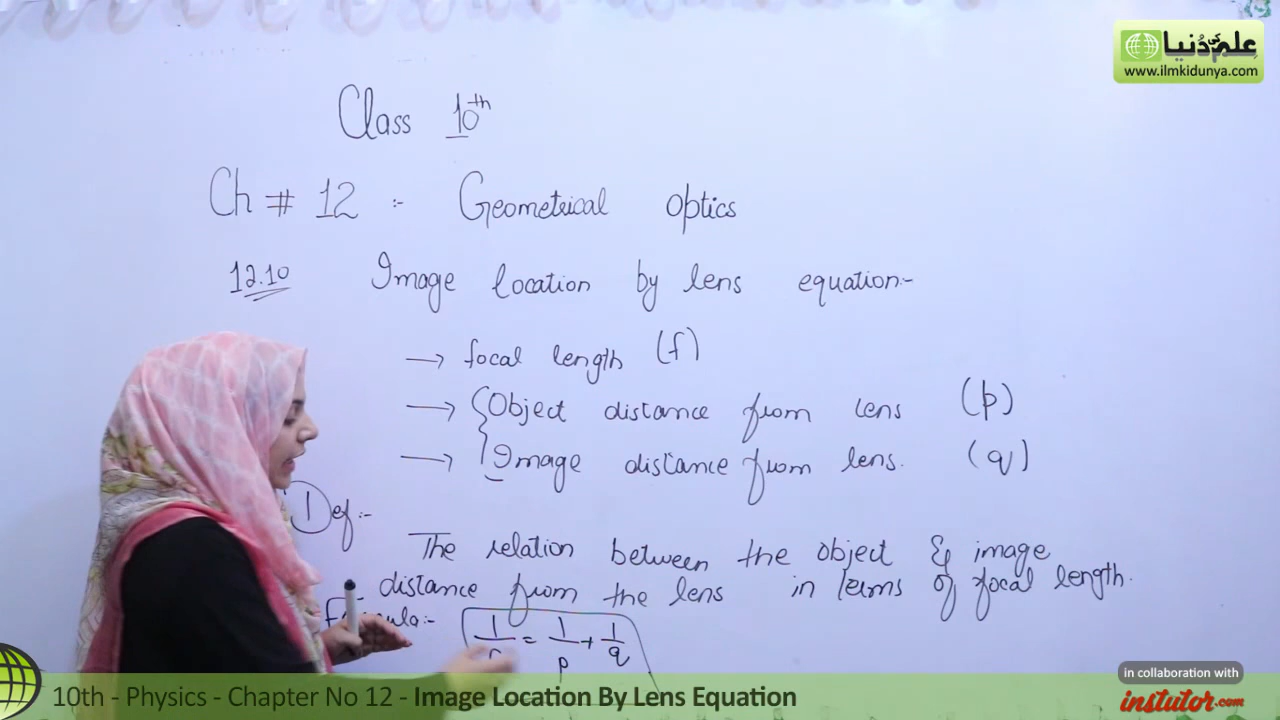 علم کی دنیا
www.ilmkidunya.com
Class 10th
Ch # 12 :- Geometrical Optics
12.10 Image location by lens equation:-
→ focal length (f)
→ Object distance from lens (p)
→ Image distance from lens. (q)
Def:-
The relation between the object & image
distance from the lens in terms of focal length.
Formula:- 1/f = 1/p + 1/q
in collaboration with
instutor.com
10th - Physics - Chapter No 12 - Image Location By Lens Equation